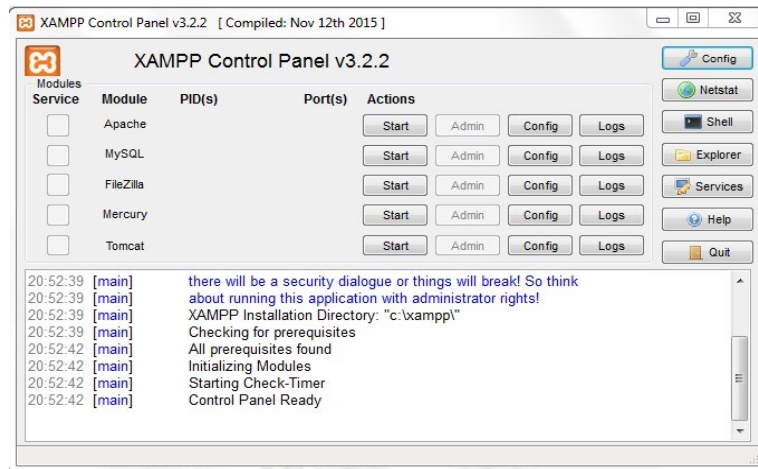 XAMPP Control Panel v3.2.2 [ Compiled: Nov 12th 2015 ]
XAMPP Control Panel v3.2.2
Config
Modules
Service Module PID(s) Port(s) Actions
Netstat
Apache Start Admin Config Logs
Shell
MySQL Start Admin Config Logs
Explorer
FileZilla Start Admin Config Logs
Services
Mercury Start Admin Config Logs
Help
Tomcat Start Admin Config Logs
Quit
20:52:39 [main] there will be a security dialogue or things will break! So think
20:52:39 [main] about running this application with administrator rights!
20:52:39 [main] XAMPP Installation Directory: "c:\xampp\"
20:52:39 [main] Checking for prerequisites
20:52:42 [main] All prerequisites found
20:52:42 [main] Initializing Modules
20:52:42 [main] Starting Check-Timer
20:52:42 [main] Control Panel Ready